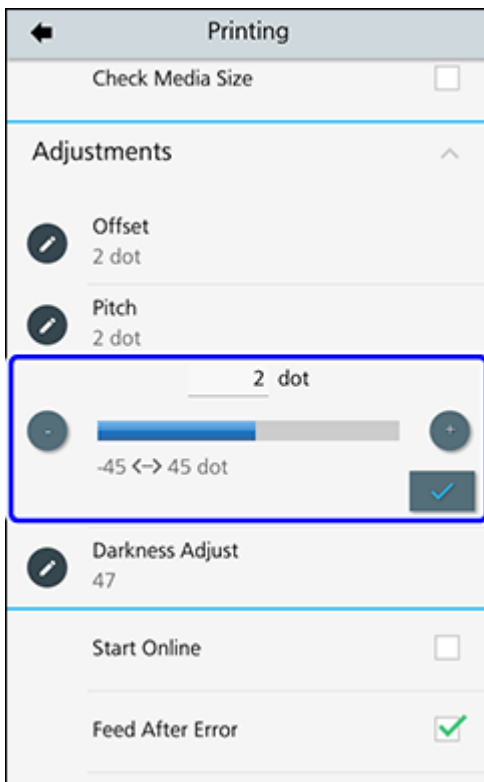 Printing
Check Media Size
Adjustments
Offset
2 dot
Pitch
2 dot
2 dot
- +
-45 <-> 45 dot
Darkness Adjust
47
Start Online
Feed After Error